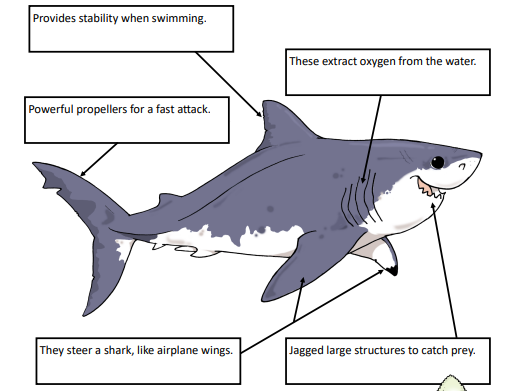 Provides stability when swimming.
These extract oxygen from the water.
Powerful propellers for a fast attack.
They steer a shark, like airplane wings.
Jagged large structures to catch prey.